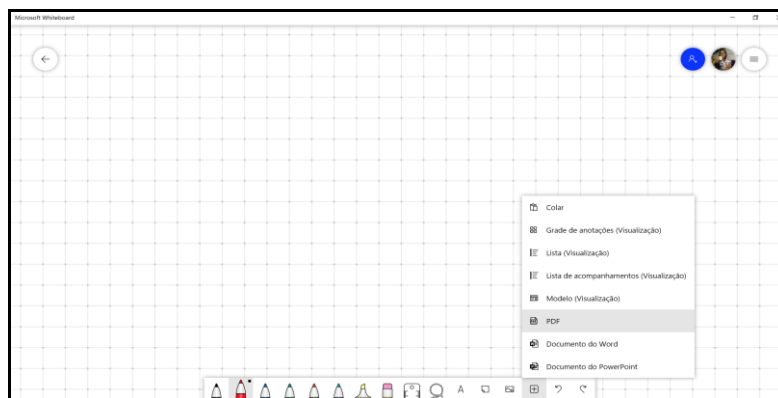 Microsoft Whiteboard
Colar
Grade de anotações (Visualização)
Lista (Visualização)
Lista de acompanhamentos (Visualização)
Modelo (Visualização)
PDF
Documento do Word
Documento do PowerPoint
A